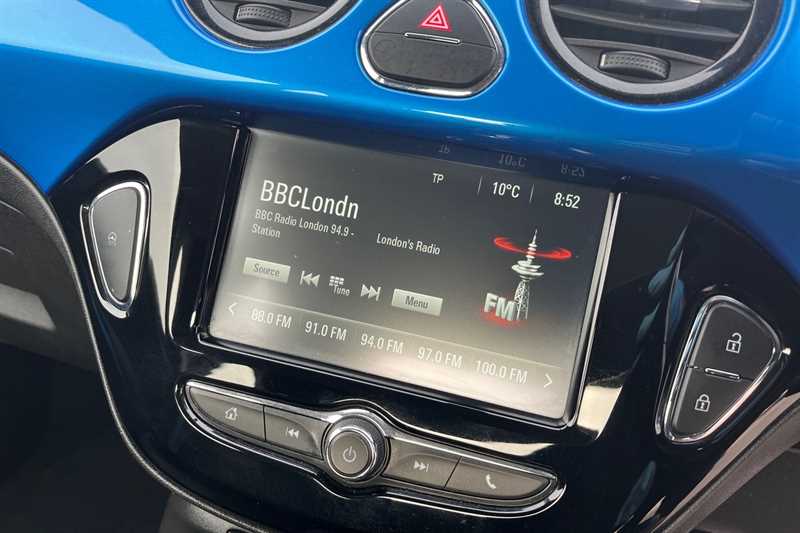 TP
10°C
8:52
BBCLondn
BBC Radio London 94.9 - London's Radio
Station
Source
Tune
Menu
FM
88.0 FM 91.0 FM 94.0 FM 97.0 FM 100.0 FM